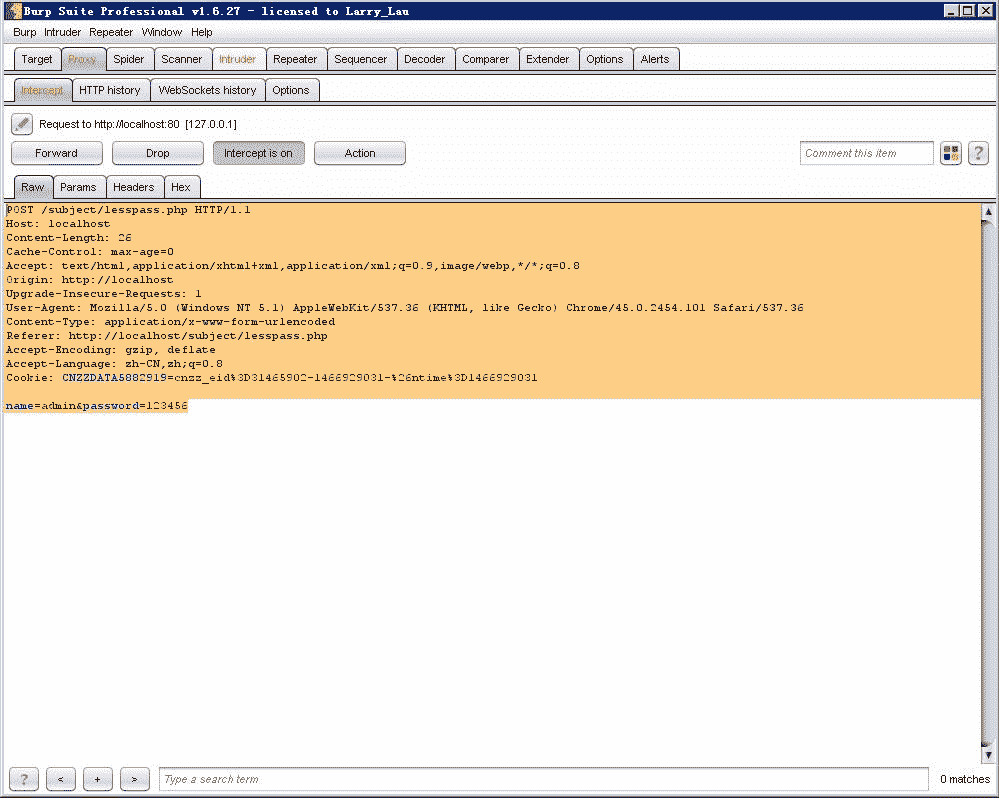 Burp Suite Professional v1.6.27 - licensed to Larry_Lau
Burp Intruder Repeater Window Help
Target Proxy Spider Scanner Intruder Repeater Sequencer Decoder Comparer Extender Options Alerts
Intercept HTTP history WebSockets history Options
Request to http://localhost:80 [127.0.0.1]
Forward Drop Intercept is on Action Comment this item ?
Raw Params Headers Hex
POST /subject/lesspass.php HTTP/1.1
Host: localhost
Content-Length: 26
Cache-Control: max-age=0
Accept: text/html,application/xhtml+xml,application/xml;q=0.9,image/webp,*/*;q=0.8
Origin: http://localhost
Upgrade-Insecure-Requests: 1
User-Agent: Mozilla/5.0 (Windows NT 5.1) AppleWebKit/537.36 (KHTML, like Gecko) Chrome/45.0.2454.101 Safari/537.36
Content-Type: application/x-www-form-urlencoded
Referer: http://localhost/subject/lesspass.php
Accept-Encoding: gzip, deflate
Accept-Language: zh-CN,zh;q=0.8
Cookie: CNZZDATA5882919=cnzz_eid%3D31465902-1466929031-%26ntime%3D1466929031
name=admin&password=123456
? < + > Type a search term 0 matches